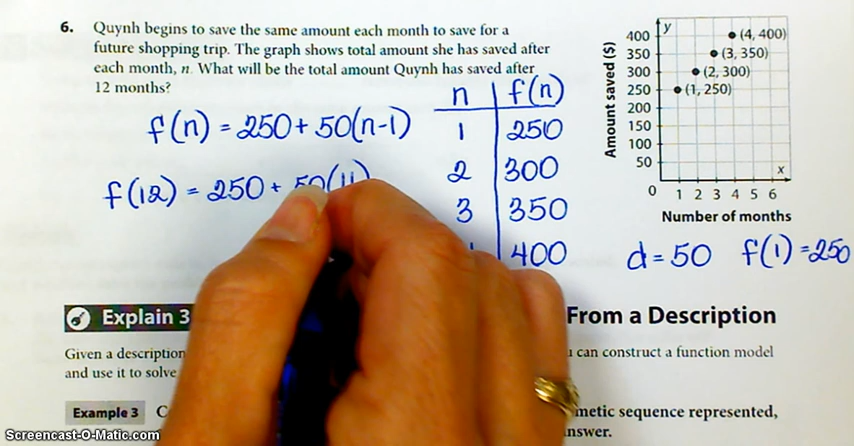 6. Quynh begins to save the same amount each month to save for a
future shopping trip. The graph shows total amount she has saved after
each month, n. What will be the total amount Quynh has saved after
12 months?
f(n) = 250 + 50(n-1)
f(12) = 250 + 50(11)
n f(n)
1 250
2 300
3 350
400
Amount saved ($)
y
400
350
300
250
200
150
100
50
0
1 2 3 4 5 6
x
(4, 400)
(3, 350)
(2, 300)
(1, 250)
Number of months
d = 50 f(1) = 250
Explain 3
From a Description
Given a description
can construct a function model
and use it to solve
Example 3
metic sequence represented,
nswer.
Screencast-O-Matic.com